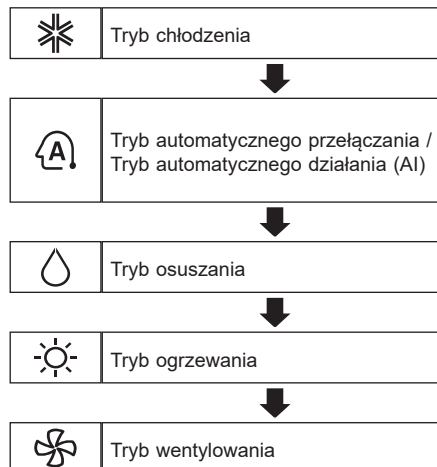 Tryb chłodzenia
A
Tryb automatycznego przełączania /
Tryb automatycznego działania (AI)
Tryb osuszania
Tryb ogrzewania
Tryb wentylowania